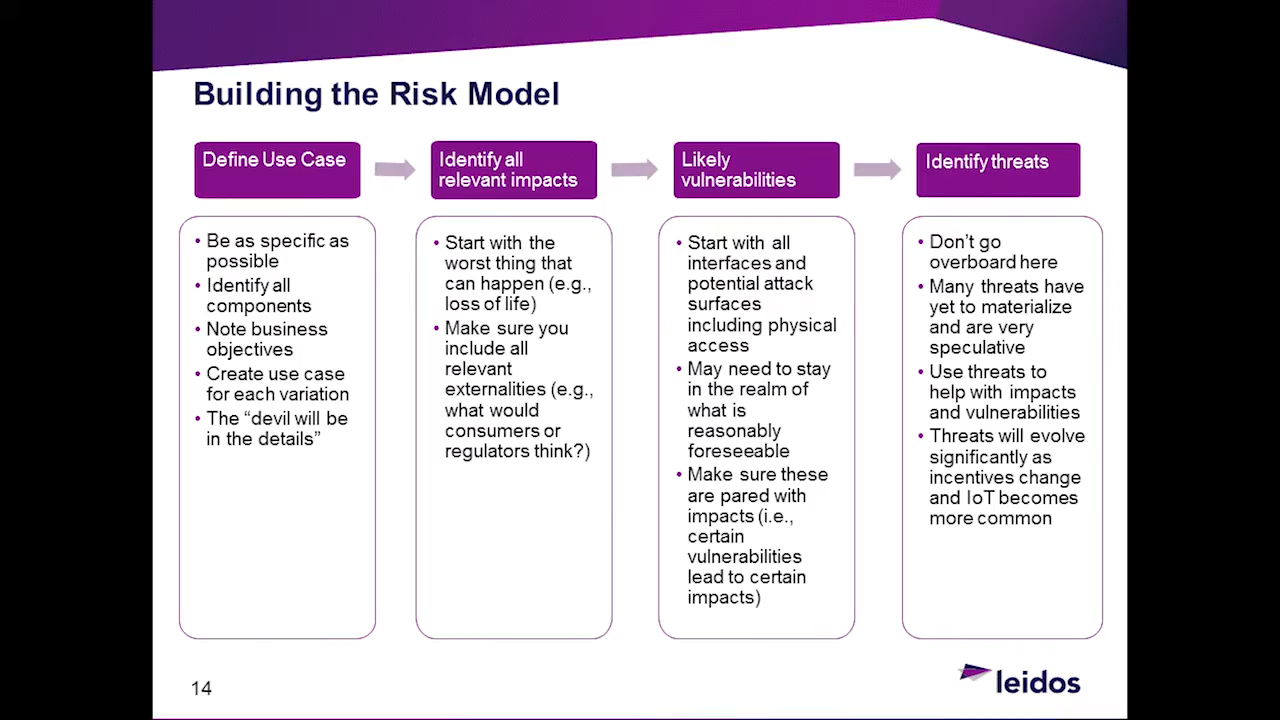 Building the Risk Model
Define Use Case
• Be as specific as
possible
• Identify all
components
• Note business
objectives
• Create use case
for each variation
• The “devil will be
in the details”
Identify all
relevant impacts
• Start with the
worst thing that
can happen (e.g.,
loss of life)
• Make sure you
include all
relevant
externalities (e.g.,
what would
consumers or
regulators think?)
Likely
vulnerabilities
• Start with all
interfaces and
potential attack
surfaces
including physical
access
• May need to stay
in the realm of
what is
reasonably
foreseeable
• Make sure these
are pared with
impacts (i.e.,
certain
vulnerabilities
lead to certain
impacts)
Identify threats
• Don’t go
overboard here
• Many threats have
yet to materialize
and are very
speculative
• Use threats to
help with impacts
and vulnerabilities
• Threats will evolve
significantly as
incentives change
and IoT becomes
more common
14
leidos